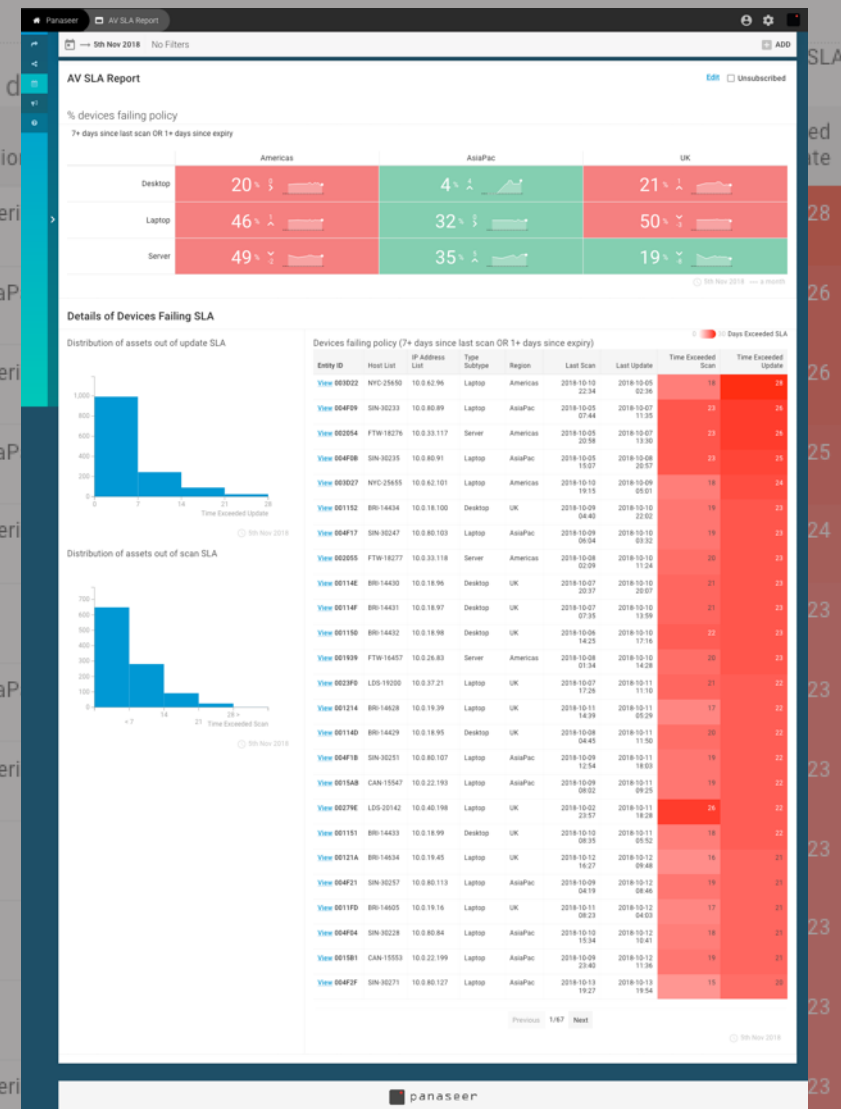 Panaseer AV SLA Report
→ 5th Nov 2018 No Filters ADD
AV SLA Report Edit Unsubscribed
% devices failing policy
7+ days since last scan OR 1+ days since expiry
Americas AsiaPac UK
Desktop 20 % 4 % 21 %
Laptop 46 % 32 % 50 %
Server 49 % 35 % 19 %
5th Nov 2018 — a month
Details of Devices Failing SLA
Days Exceeded SLA
Distribution of assets out of update SLA
1,000
800
600
400
200
0
0 7 14 21 28
Time Exceeded Update
5th Nov 2018
Distribution of assets out of scan SLA
700
600
500
400
300
200
100
0
<7 14 21 28 +
Time Exceeded Scan
5th Nov 2018
Devices failing policy (7+ days since last scan OR 1+ days since expiry)
Entity ID Host List IP Address List Type Subtype Region Last Scan Last Update Time Exceeded Scan Time Exceeded Update
View 003D22 NYC-25650 10.0.62.96 Laptop Americas 2018-10-10 22:34 2018-10-05 02:36 18 28
View 004F09 SIN-30233 10.0.80.89 Laptop AsiaPac 2018-10-05 07:44 2018-10-07 11:35 23 26
View 002054 FTW-18276 10.0.33.117 Server Americas 2018-10-05 20:58 2018-10-07 13:30 23 26
View 004F0B SIN-30235 10.0.80.91 Laptop AsiaPac 2018-10-05 15:07 2018-10-08 20:57 23 25
View 003D27 NYC-25655 10.0.62.101 Laptop Americas 2018-10-10 19:15 2018-10-09 05:01 18 24
View 001152 BRI-14434 10.0.18.100 Desktop UK 2018-10-09 04:40 2018-10-10 22:02 19 23
View 004F17 SIN-30247 10.0.80.103 Laptop AsiaPac 2018-10-09 06:04 2018-10-10 03:32 19 23
View 002055 FTW-18277 10.0.33.118 Server Americas 2018-10-08 02:09 2018-10-10 11:24 20 23
View 00114E BRI-14430 10.0.18.96 Desktop UK 2018-10-07 20:37 2018-10-10 20:07 21 23
View 00114F BRI-14431 10.0.18.97 Desktop UK 2018-10-07 07:35 2018-10-10 13:59 21 23
View 001150 BRI-14432 10.0.18.98 Desktop UK 2018-10-06 14:25 2018-10-10 17:16 22 23
View 001939 FTW-16457 10.0.26.83 Server Americas 2018-10-08 01:34 2018-10-10 14:28 20 23
View 0023F0 LDS-19200 10.0.37.21 Laptop UK 2018-10-07 17:26 2018-10-11 11:10 21 22
View 001214 BRI-14628 10.0.19.39 Laptop UK 2018-10-11 14:39 2018-10-11 05:29 17 22
View 00114D BRI-14429 10.0.18.95 Desktop UK 2018-10-08 04:45 2018-10-11 11:50 20 22
View 004F1B SIN-30251 10.0.80.107 Laptop AsiaPac 2018-10-09 12:54 2018-10-11 18:03 19 22
View 0015AB CAN-15547 10.0.22.193 Laptop AsiaPac 2018-10-09 08:02 2018-10-11 09:25 19 22
View 00279E LDS-20142 10.0.40.198 Laptop UK 2018-10-02 23:57 2018-10-11 18:28 26 22
View 001151 BRI-14433 10.0.18.99 Desktop UK 2018-10-10 08:35 2018-10-11 05:52 18 22
View 00121A BRI-14634 10.0.19.45 Laptop UK 2018-10-12 16:27 2018-10-12 09:48 16 21
View 004F21 SIN-30257 10.0.80.113 Laptop AsiaPac 2018-10-09 04:19 2018-10-12 08:46 19 21
View 0011FD BRI-14605 10.0.19.16 Laptop UK 2018-10-11 08:23 2018-10-12 04:03 17 21
View 004F04 SIN-30228 10.0.80.84 Laptop AsiaPac 2018-10-10 15:34 2018-10-12 10:41 18 21
View 0015B1 CAN-15553 10.0.22.199 Laptop AsiaPac 2018-10-09 23:40 2018-10-12 11:36 19 21
View 004F2F SIN-30271 10.0.80.127 Laptop AsiaPac 2018-10-13 19:27 2018-10-13 19:54 15 20
Previous 1/67 Next
5th Nov 2018
panaseer